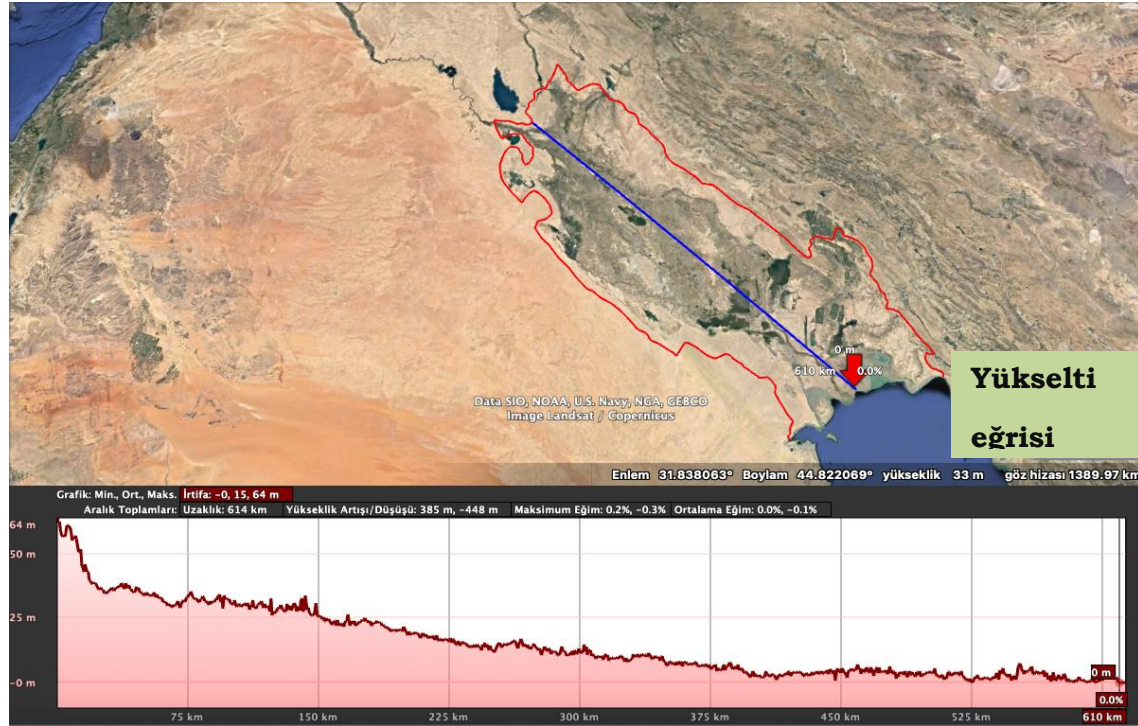 0 m
610 km 0.0%
Yükselti
eğrisi
Data SIO, NOAA, U.S. Navy, NGA, GEBCO
Image Landsat / Copernicus
Enlem 31.838063° Boylam 44.822069° yükseklik 33 m göz hizası 1389.97 km
Grafik: Min., Ort., Maks. İrtifa: -0, 15, 64 m
Aralık Toplamları: Uzaklık: 614 km Yükseklik Artışı/Düşüşü: 385 m, -448 m Maksimum Eğim: 0.2%, -0.3% Ortalama Eğim: 0.0%, -0.1%
64 m
50 m
25 m
-0 m
0 m
0.0%
75 km 150 km 225 km 300 km 375 km 450 km 525 km 610 km